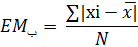 EMب = ∑|xi − x̄| / N